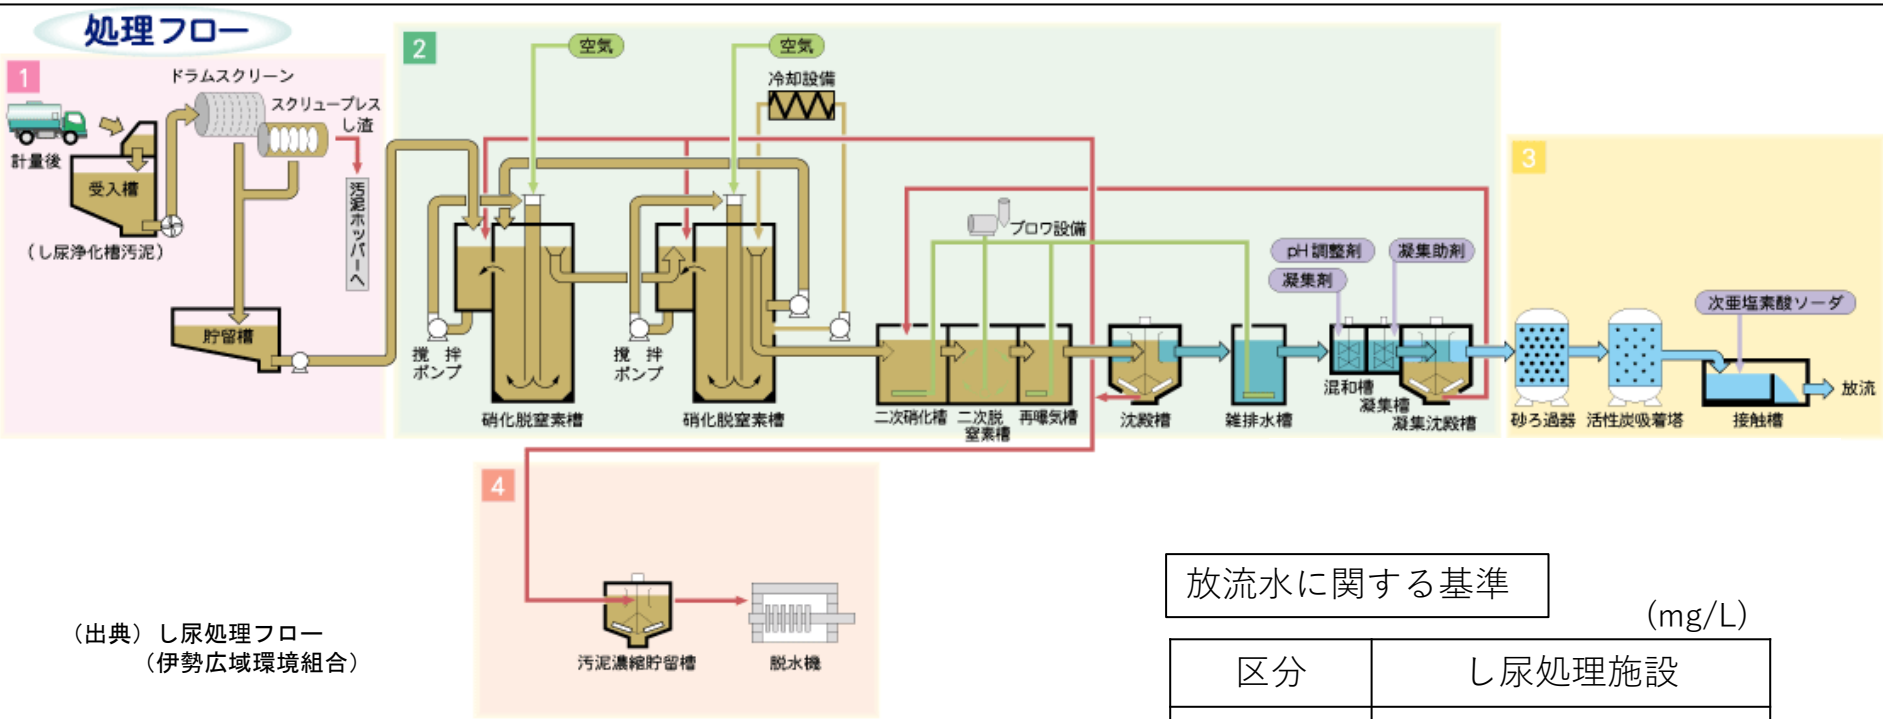 処理フロー
1
ドラムスクリーン
スクリュープレス
し渣
計量後
受入槽
(し尿浄化槽汚泥)
汚泥ホッパーへ
貯留槽
2
空気
空気
冷却設備
ブロワ設備
攪拌
ポンプ
攪拌
ポンプ
硝化脱窒素槽
硝化脱窒素槽
二次硝化槽
二次脱
窒素槽
再曝気槽
沈殿槽
雑排水槽
pH調整剤
凝集助剤
凝集剤
混和槽
凝集槽
凝集沈殿槽
3
次亜塩素酸ソーダ
砂ろ過器
活性炭吸着塔
接触槽
放流
4
汚泥濃縮貯留槽
脱水機
(出典)し尿処理フロー
(伊勢広域環境組合)
放流水に関する基準
(mg/L)
区分
し尿処理施設